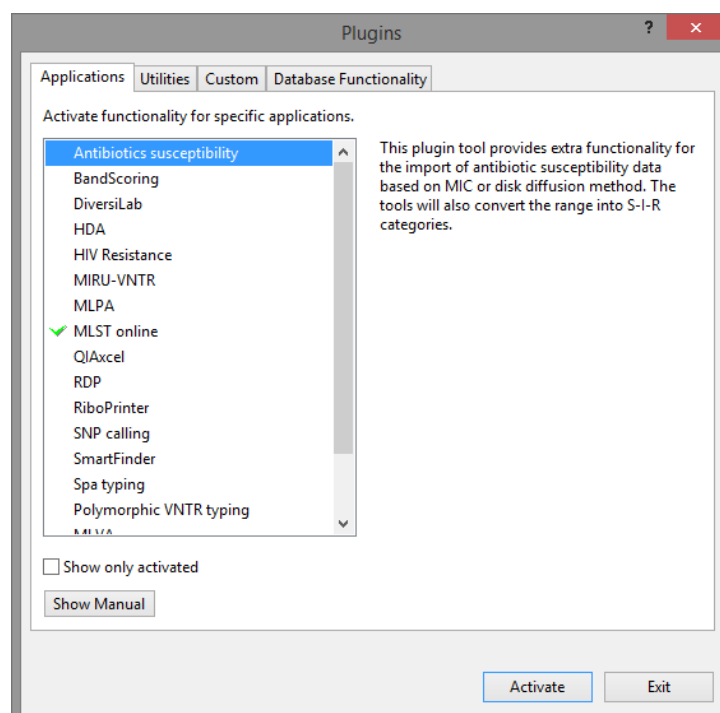 Plugins
?
Applications
Utilities
Custom
Database Functionality
Activate functionality for specific applications.
Antibiotics susceptibility
BandScoring
DiversiLab
HDA
HIV Resistance
MIRU-VNTR
MLPA
MLST online
QIAxcel
RDP
RiboPrinter
SNP calling
SmartFinder
Spa typing
Polymorphic VNTR typing
MLVA
This plugin tool provides extra functionality for
the import of antibiotic susceptibility data
based on MIC or disk diffusion method. The
tools will also convert the range into S-I-R
categories.
Show only activated
Show Manual
Activate
Exit